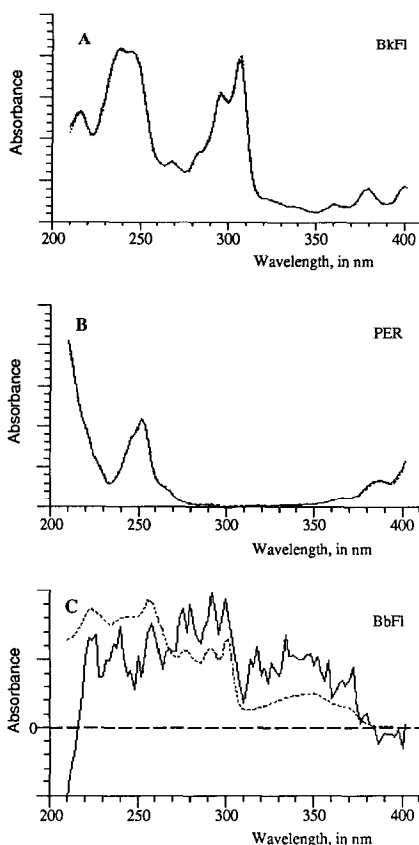 A
BkFl
Absorbance
200
250
300
350
400
Wavelength, in nm
B
PER
Absorbance
200
250
300
350
400
Wavelength, in nm
C
BbFl
Absorbance
0
200
250
300
350
400
Wavelength, in nm